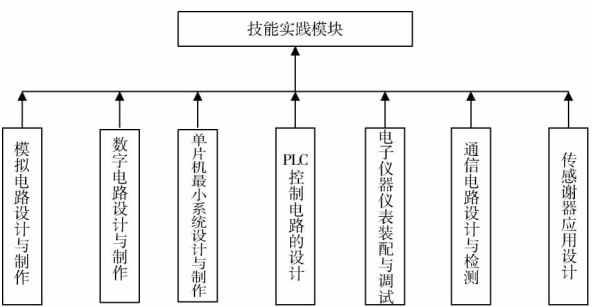 技能实践模块
模拟电路设计与制作
数字电路设计与制作
单片机最小系统设计与制作
PLC控制电路的设计
电子仪器仪表装配与调试
通信电路设计与检测
传感谢器应用设计